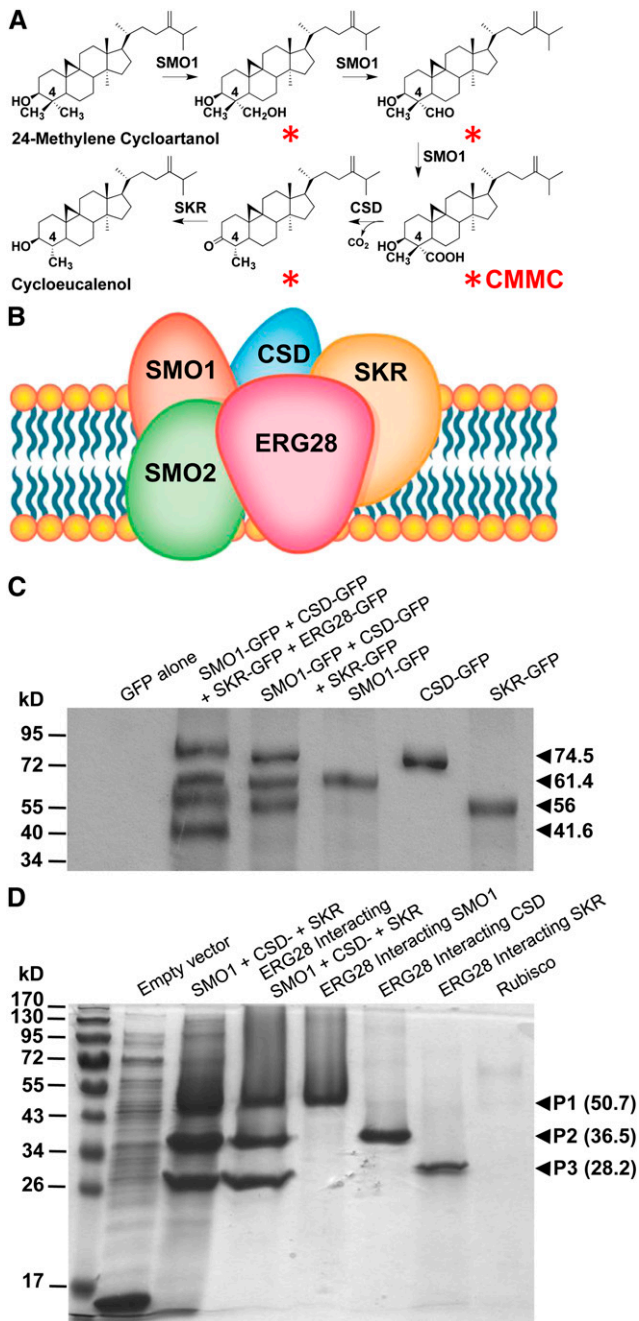 A
SMO1
SMO1
4
4
4
HO
CH₃ CH₃
HO
CH₃ CH₂OH
HO
CH₃ CHO
24-Methylene Cycloartanol
*
*
SMO1
SKR
CSD
CO₂
4
4
4
HO
CH₃
O
CH₃
HO
CH₃ COOH
Cycloeucalenol
*
* CMMC
B
SMO1
CSD
SKR
SMO2
ERG28
C
GFP alone
SMO1-GFP + CSD-GFP
+ SKR-GFP + ERG28-GFP
SMO1-GFP + CSD-GFP
+ SKR-GFP
SMO1-GFP
CSD-GFP
SKR-GFP
kD
95
72
55
40
34
74.5
61.4
56
41.6
D
Empty vector
SMO1 + CSD- + SKR
ERG28 Interacting
SMO1 + CSD- + SKR
ERG28 Interacting SMO1
ERG28 Interacting CSD
ERG28 Interacting SKR
Rubisco
kD
170
130
95
72
55
43
34
26
17
P1 (50.7)
P2 (36.5)
P3 (28.2)